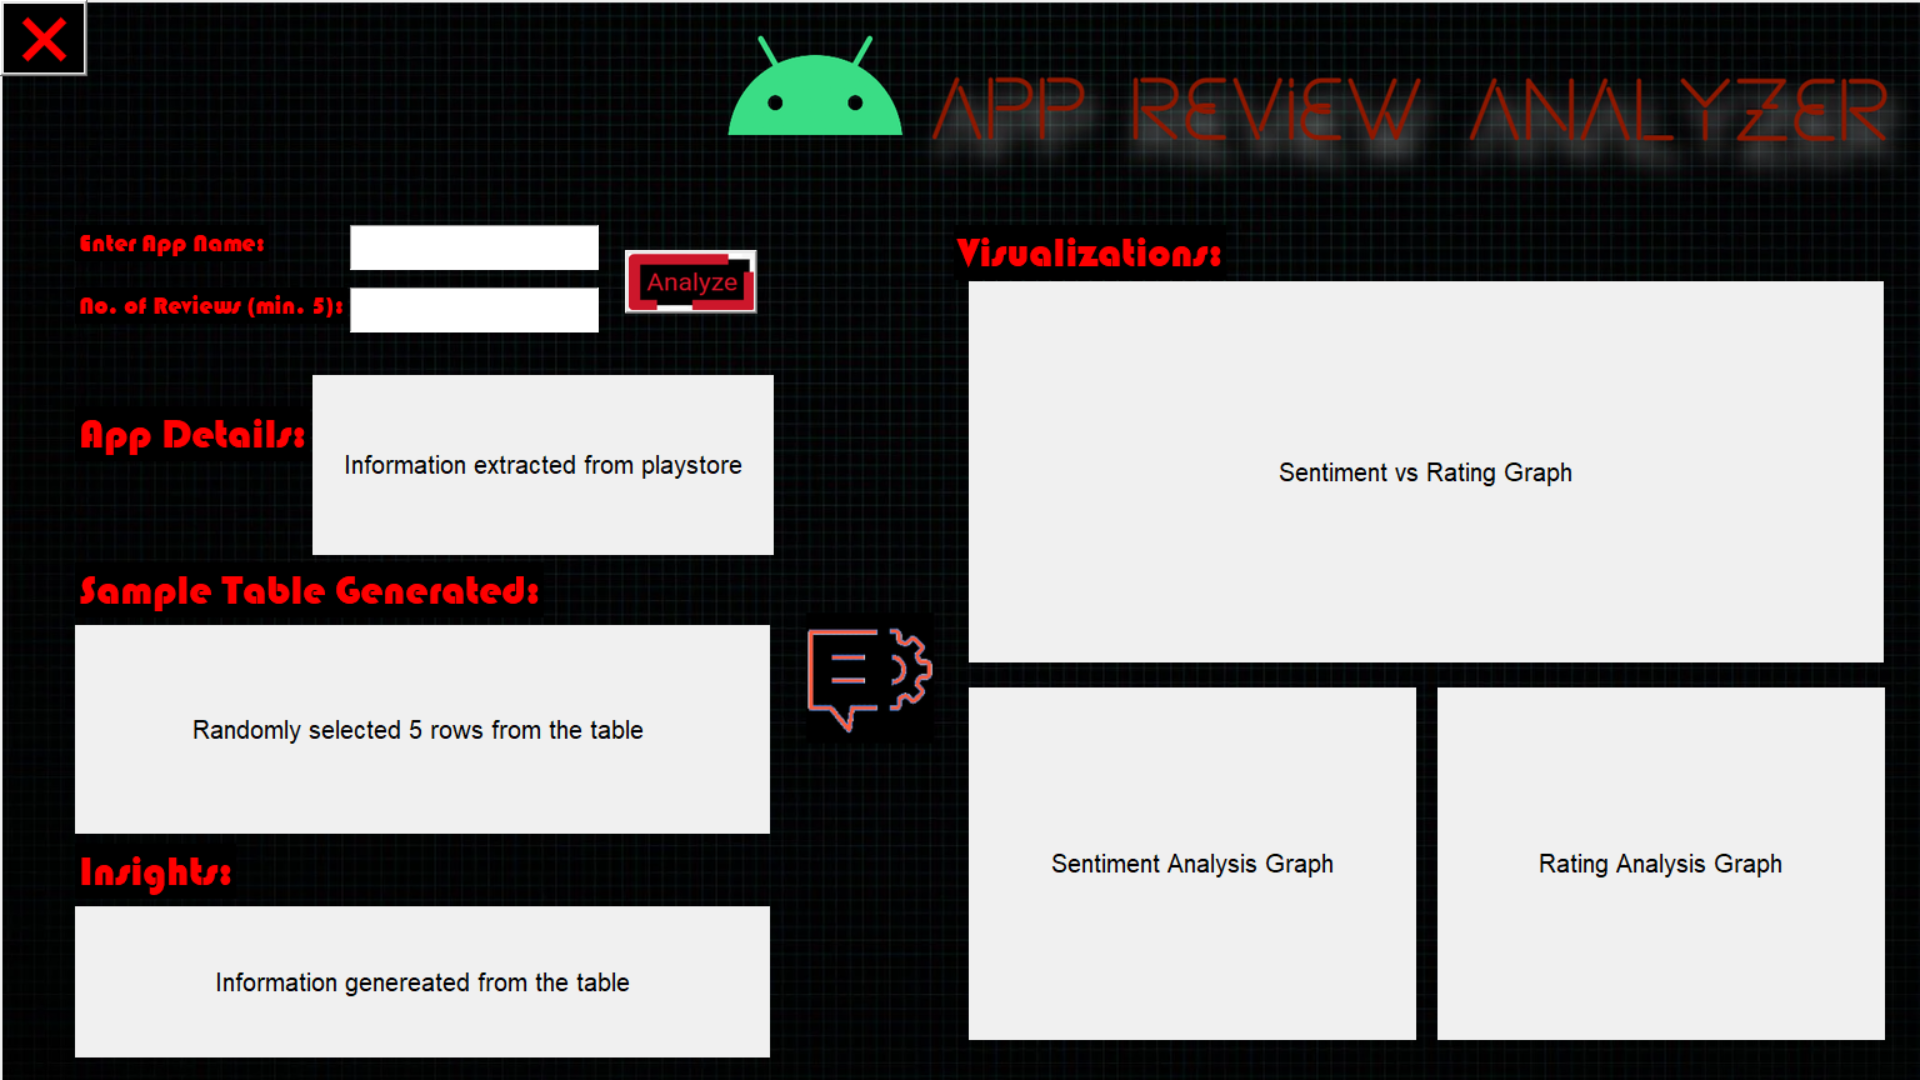 APP REVIEW ANALYZER
Enter App Name:
No. of Reviews (min. 5):
Analyze
App Details:
Information extracted from playstore
Sample Table Generated:
Randomly selected 5 rows from the table
Insights:
Information genereated from the table
Visualizations:
Sentiment vs Rating Graph
Sentiment Analysis Graph
Rating Analysis Graph